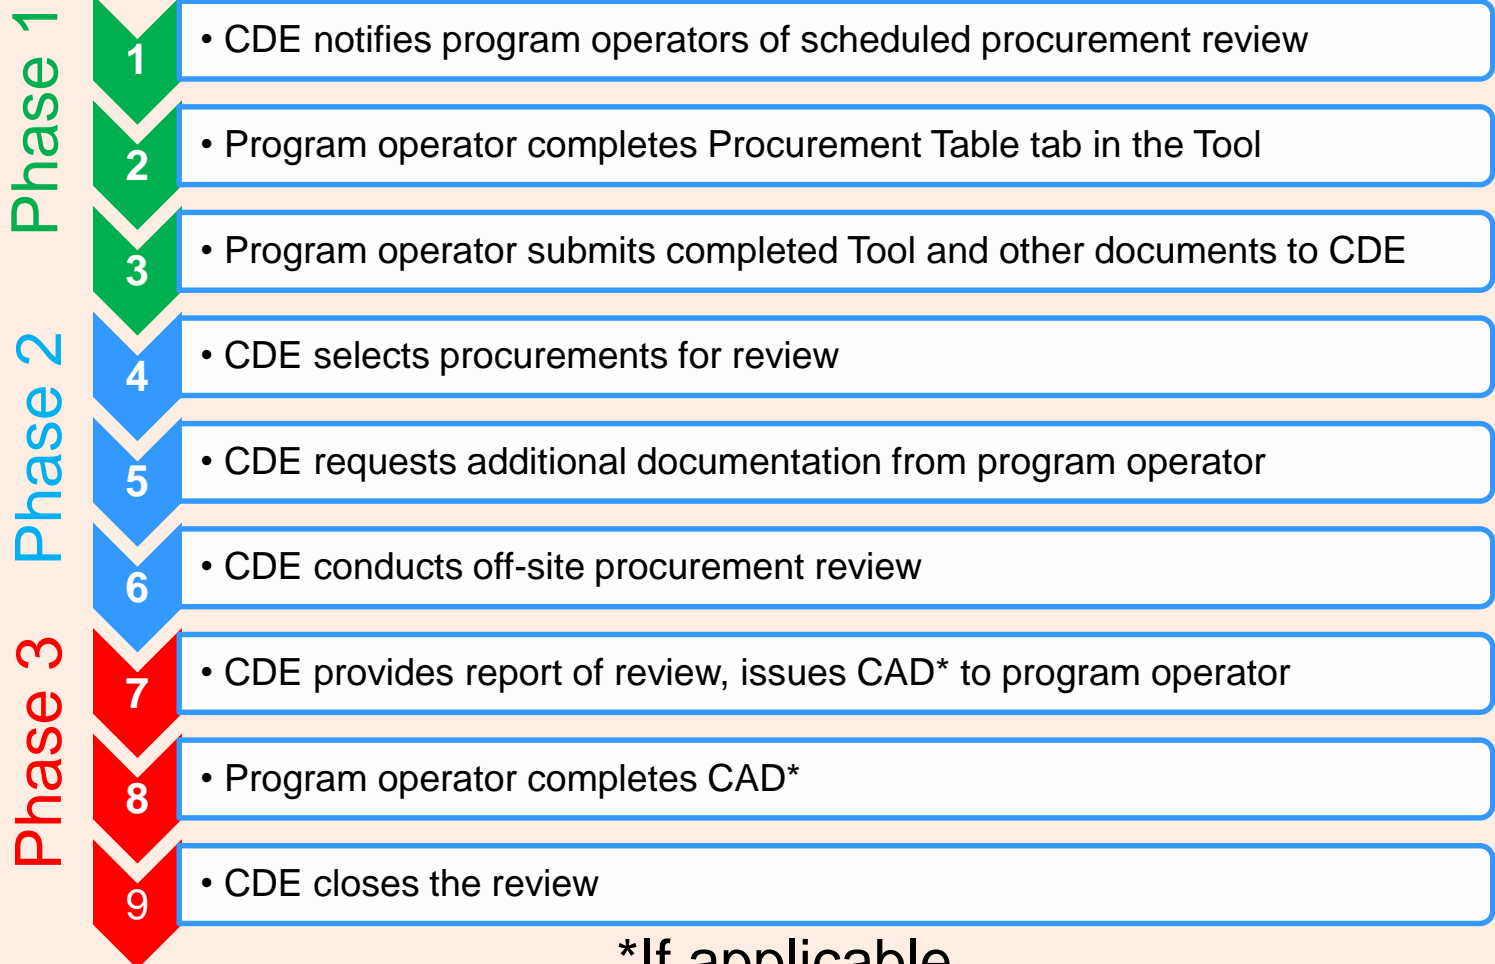 Phase 1
1
• CDE notifies program operators of scheduled procurement review
2
• Program operator completes Procurement Table tab in the Tool
3
• Program operator submits completed Tool and other documents to CDE
Phase 2
4
• CDE selects procurements for review
5
• CDE requests additional documentation from program operator
6
• CDE conducts off-site procurement review
Phase 3
7
• CDE provides report of review, issues CAD* to program operator
8
• Program operator completes CAD*
9
• CDE closes the review
*If applicable